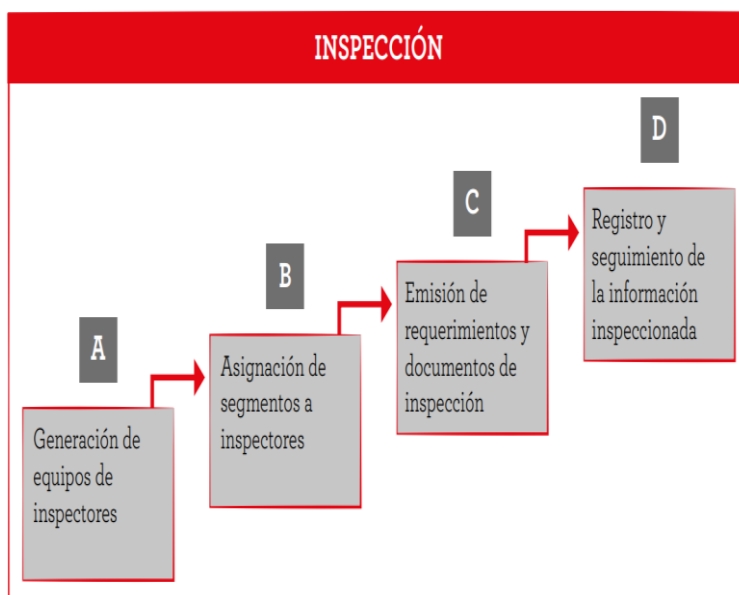 INSPECCIÓN
A
Generación de
equipos de
inspectores
B
Asignación de
segmentos a
inspectores
C
Emisión de
requerimientos y
documentos de
inspección
D
Registro y
seguimiento de
la información
inspeccionada